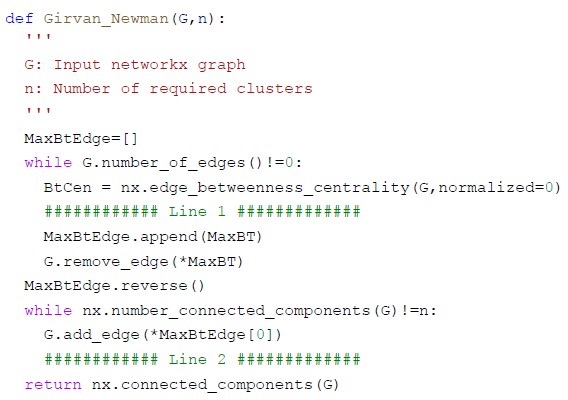 def Girvan_Newman(G,n):
'''
G: Input networkx graph
n: Number of required clusters
'''
MaxBtEdge=[]
while G.number_of_edges()!=0:
BtCen = nx.edge_betweenness_centrality(G,normalized=0)
############ Line 1 #############
MaxBtEdge.append(MaxBT)
G.remove_edge(*MaxBT)
MaxBtEdge.reverse()
while nx.number_connected_components(G)!=n:
G.add_edge(*MaxBtEdge[0])
############ Line 2 #############
return nx.connected_components(G)